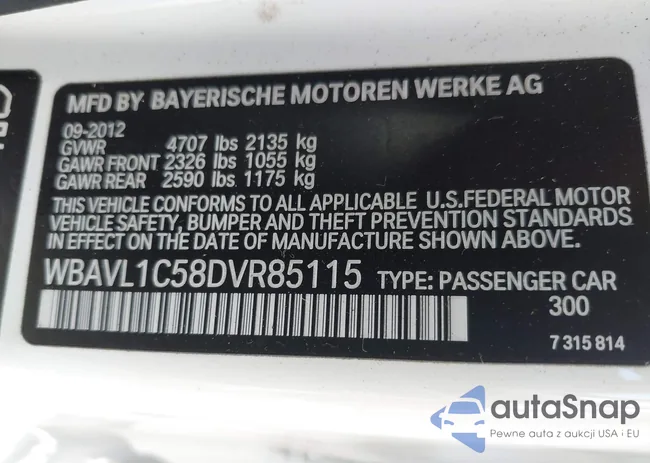 MFD BY BAYERISCHE MOTOREN WERKE AG
09-2012
GVWR 4707 lbs 2135 kg
GAWR FRONT 2326 lbs 1055 kg
GAWR REAR 2590 lbs 1175 kg
THIS VEHICLE CONFORMS TO ALL APPLICABLE U.S.FEDERAL MOTOR
VEHICLE SAFETY, BUMPER AND THEFT PREVENTION STANDARDS
IN EFFECT ON THE DATE OF MANUFACTURE SHOWN ABOVE.
WBAVL1C58DVR85115 TYPE: PASSENGER CAR
300
7 315 814
autaSnap
Pewne auta z aukcji USA i EU